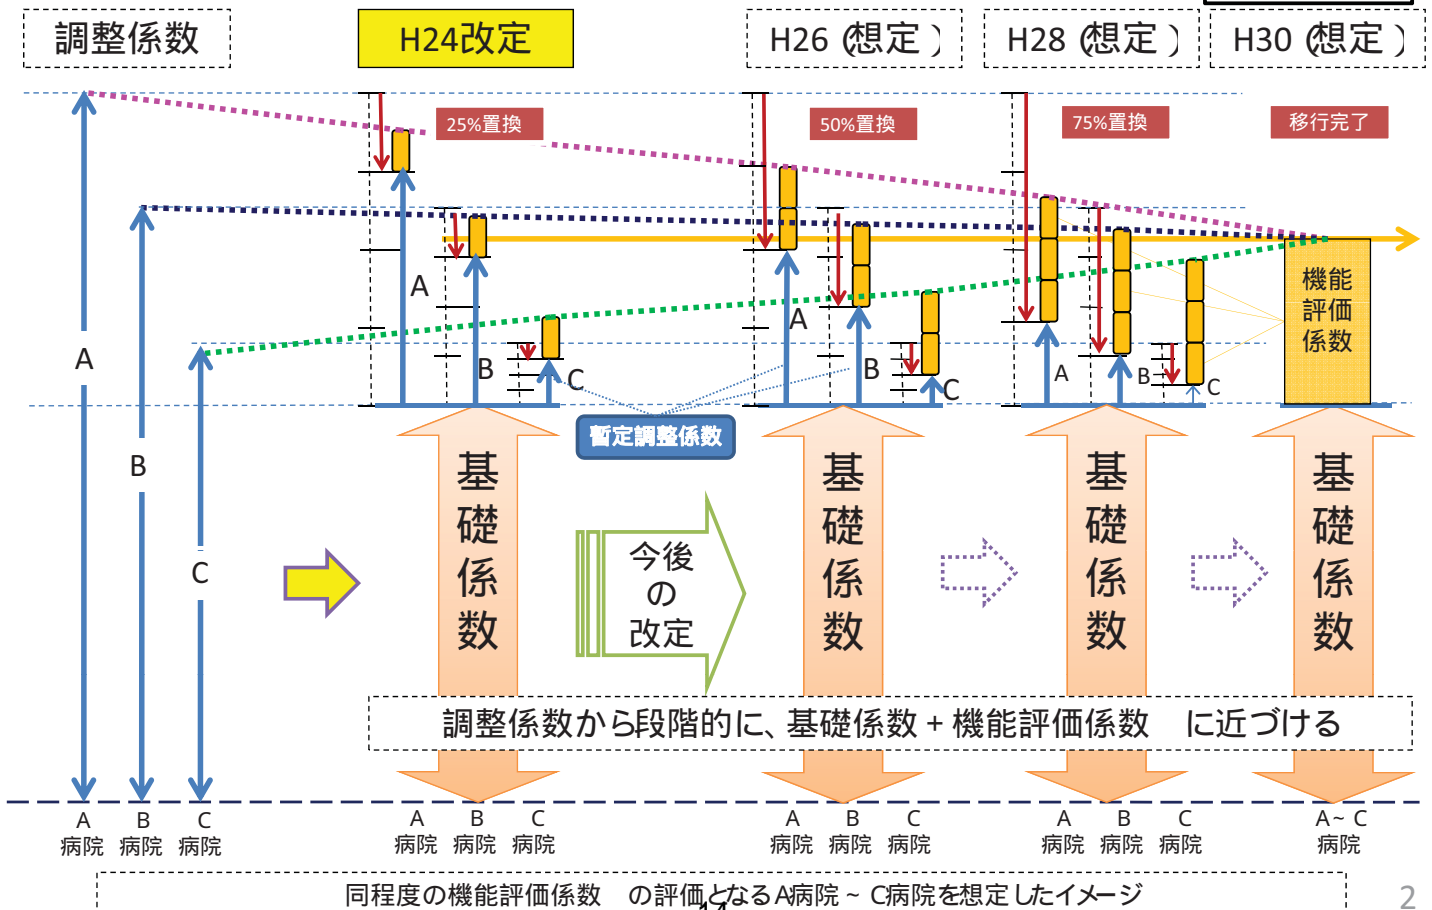 調整係数
H24改定
H26（想定）
H28（想定）
H30（想定）
25%置換
50%置換
75%置換
移行完了
A
B
C
A
B
C
A
B
C
A
B
C
機能
評価
係数
暫定調整係数
基礎係数
基礎係数
基礎係数
基礎係数
今後
の
改定
調整係数から段階的に、基礎係数＋機能評価係数　に近づける
A
病院
B
病院
C
病院
A
病院
B
病院
C
病院
A
病院
B
病院
C
病院
A
病院
B
病院
C
病院
A～C
病院
同程度の機能評価係数　の評価となるA病院～C病院を想定したイメージ
2